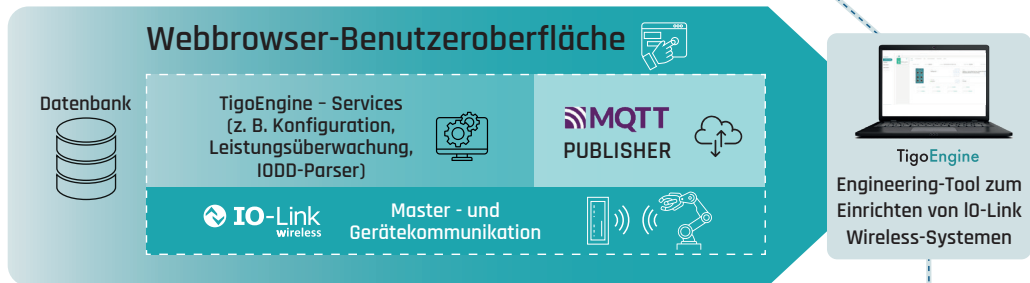 Webbrowser-Benutzeroberfläche
Datenbank
TigoEngine – Services
(z. B. Konfiguration,
Leistungsüberwachung,
IODD-Parser)
MQTT
PUBLISHER
IO-Link
wireless
Master - und
Gerätekommunikation
TigoEngine
Engineering-Tool zum
Einrichten von IO-Link
Wireless-Systemen